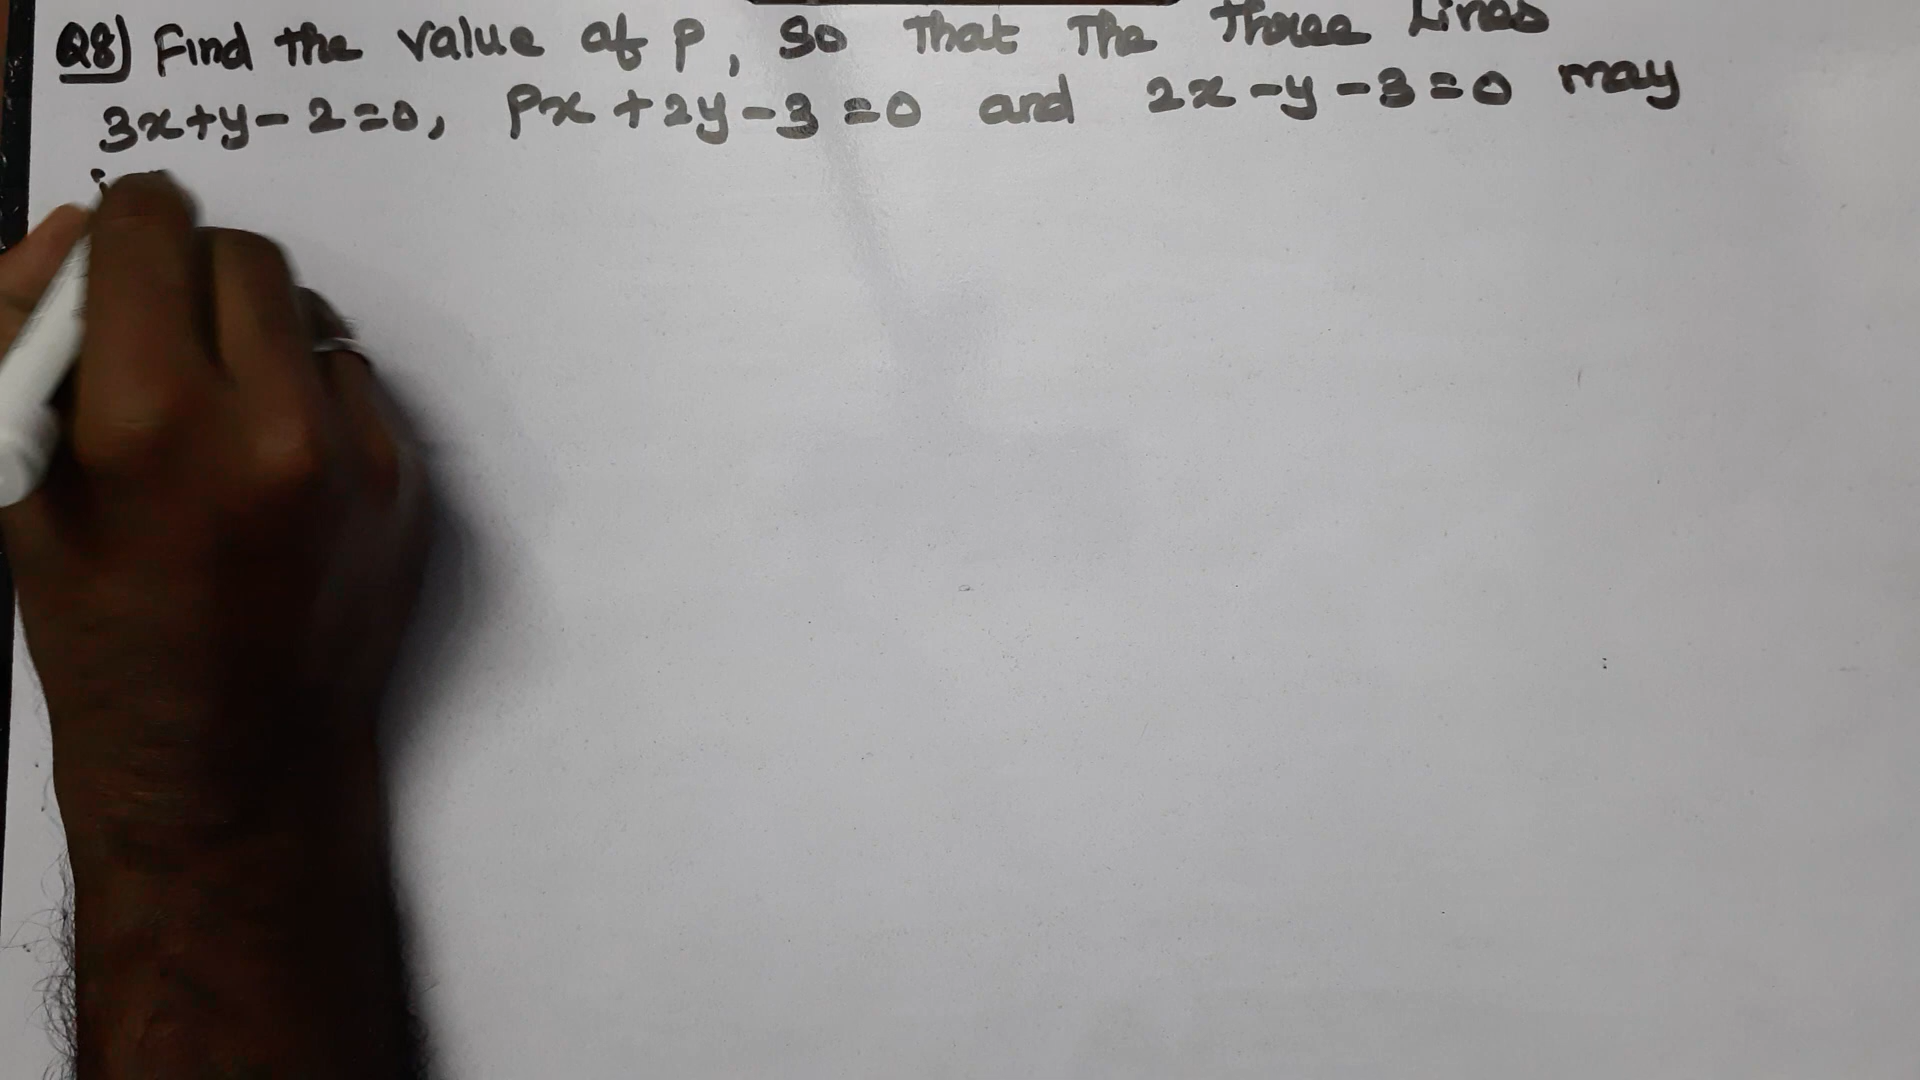 Q8) Find the value of P, so That The Three Lines
3x+y-2=0, Px+2y-3=0 and 2x-y-3=0 may